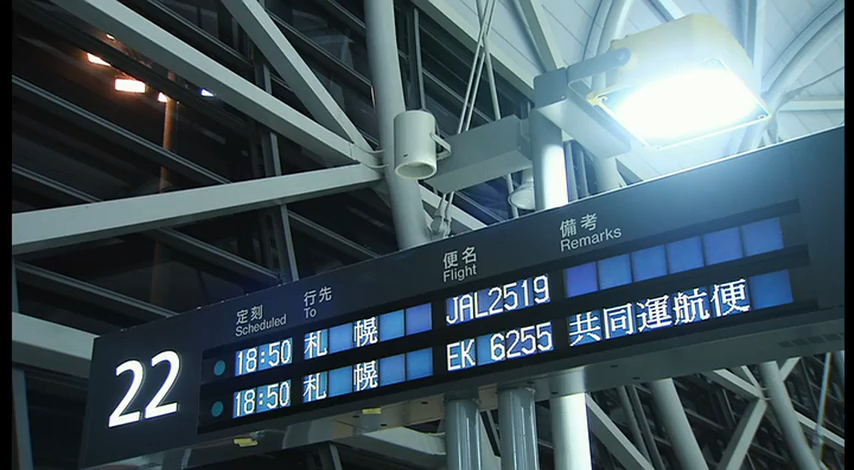 定刻 行先 便名 備考
Scheduled To Flight Remarks
22
18:50 札幌 JAL2519
18:50 札幌 EK 6255 共同運航便